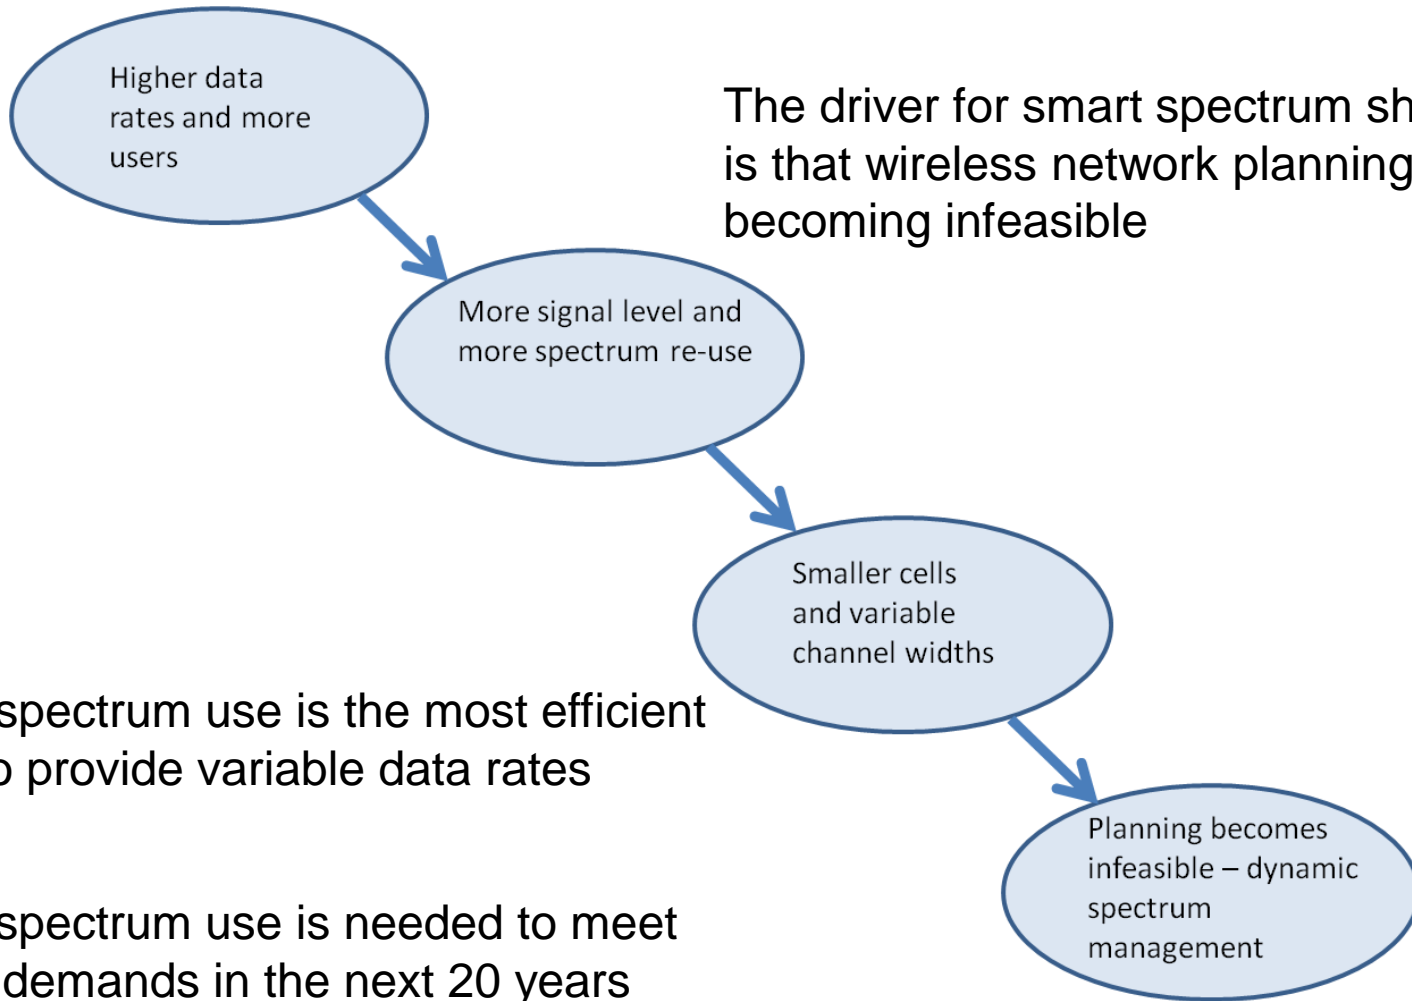 Higher data
rates and more
users
The driver for smart spectrum sh
is that wireless network planning
becoming infeasible
More signal level and
more spectrum re-use
Smaller cells
and variable
channel widths
spectrum use is the most efficient
provide variable data rates
Planning becomes
infeasible – dynamic
spectrum
management
spectrum use is needed to meet
demands in the next 20 years